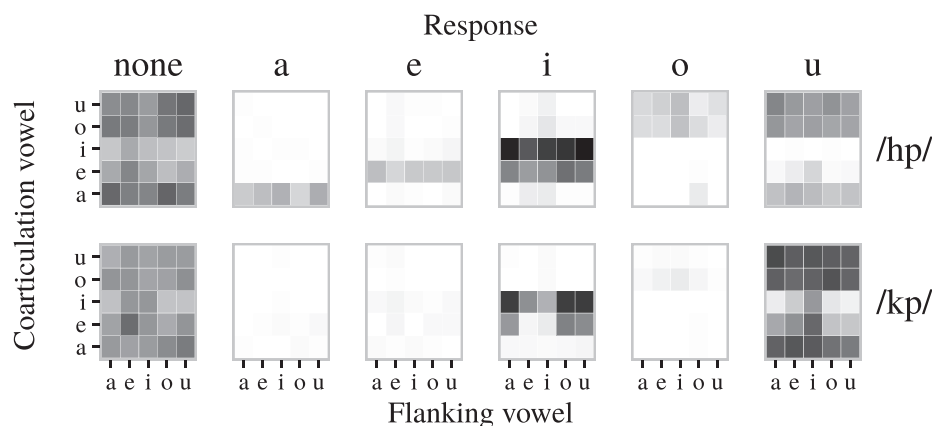 Response
none a e i o u
Coarticulation vowel
u
o
i
e
a
/hp/
u
o
i
e
a
/kp/
a e i o u a e i o u a e i o u a e i o u a e i o u a e i o u
Flanking vowel